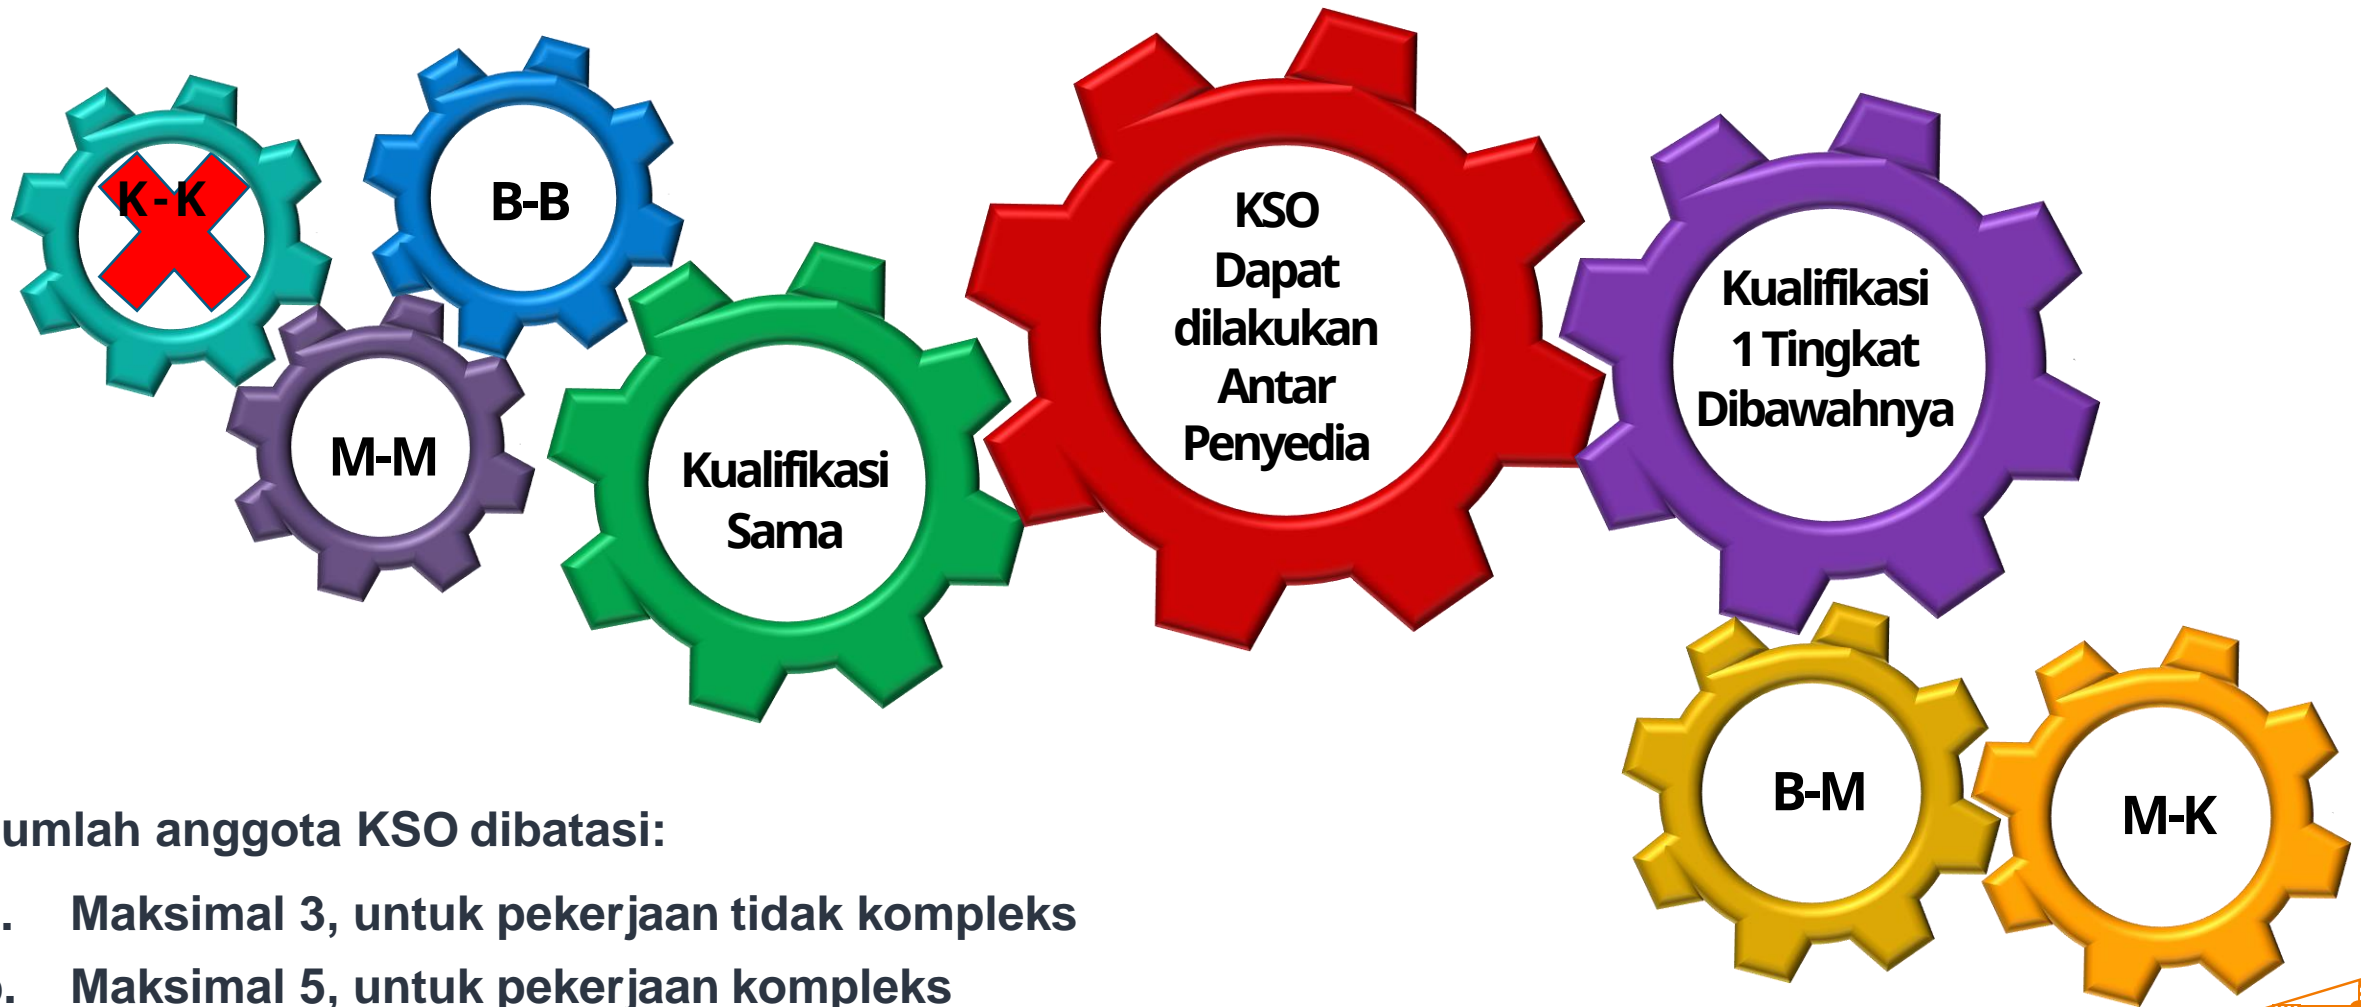 K - K
B-B
M-M
Kualifikasi
Sama
KSO
Dapat
dilakukan
Antar
Penyedia
Kualifikasi
1 Tingkat
Dibawahnya
B-M
M-K
umlah anggota KSO dibatasi:
. Maksimal 3, untuk pekerjaan tidak kompleks
. Maksimal 5, untuk pekerjaan kompleks